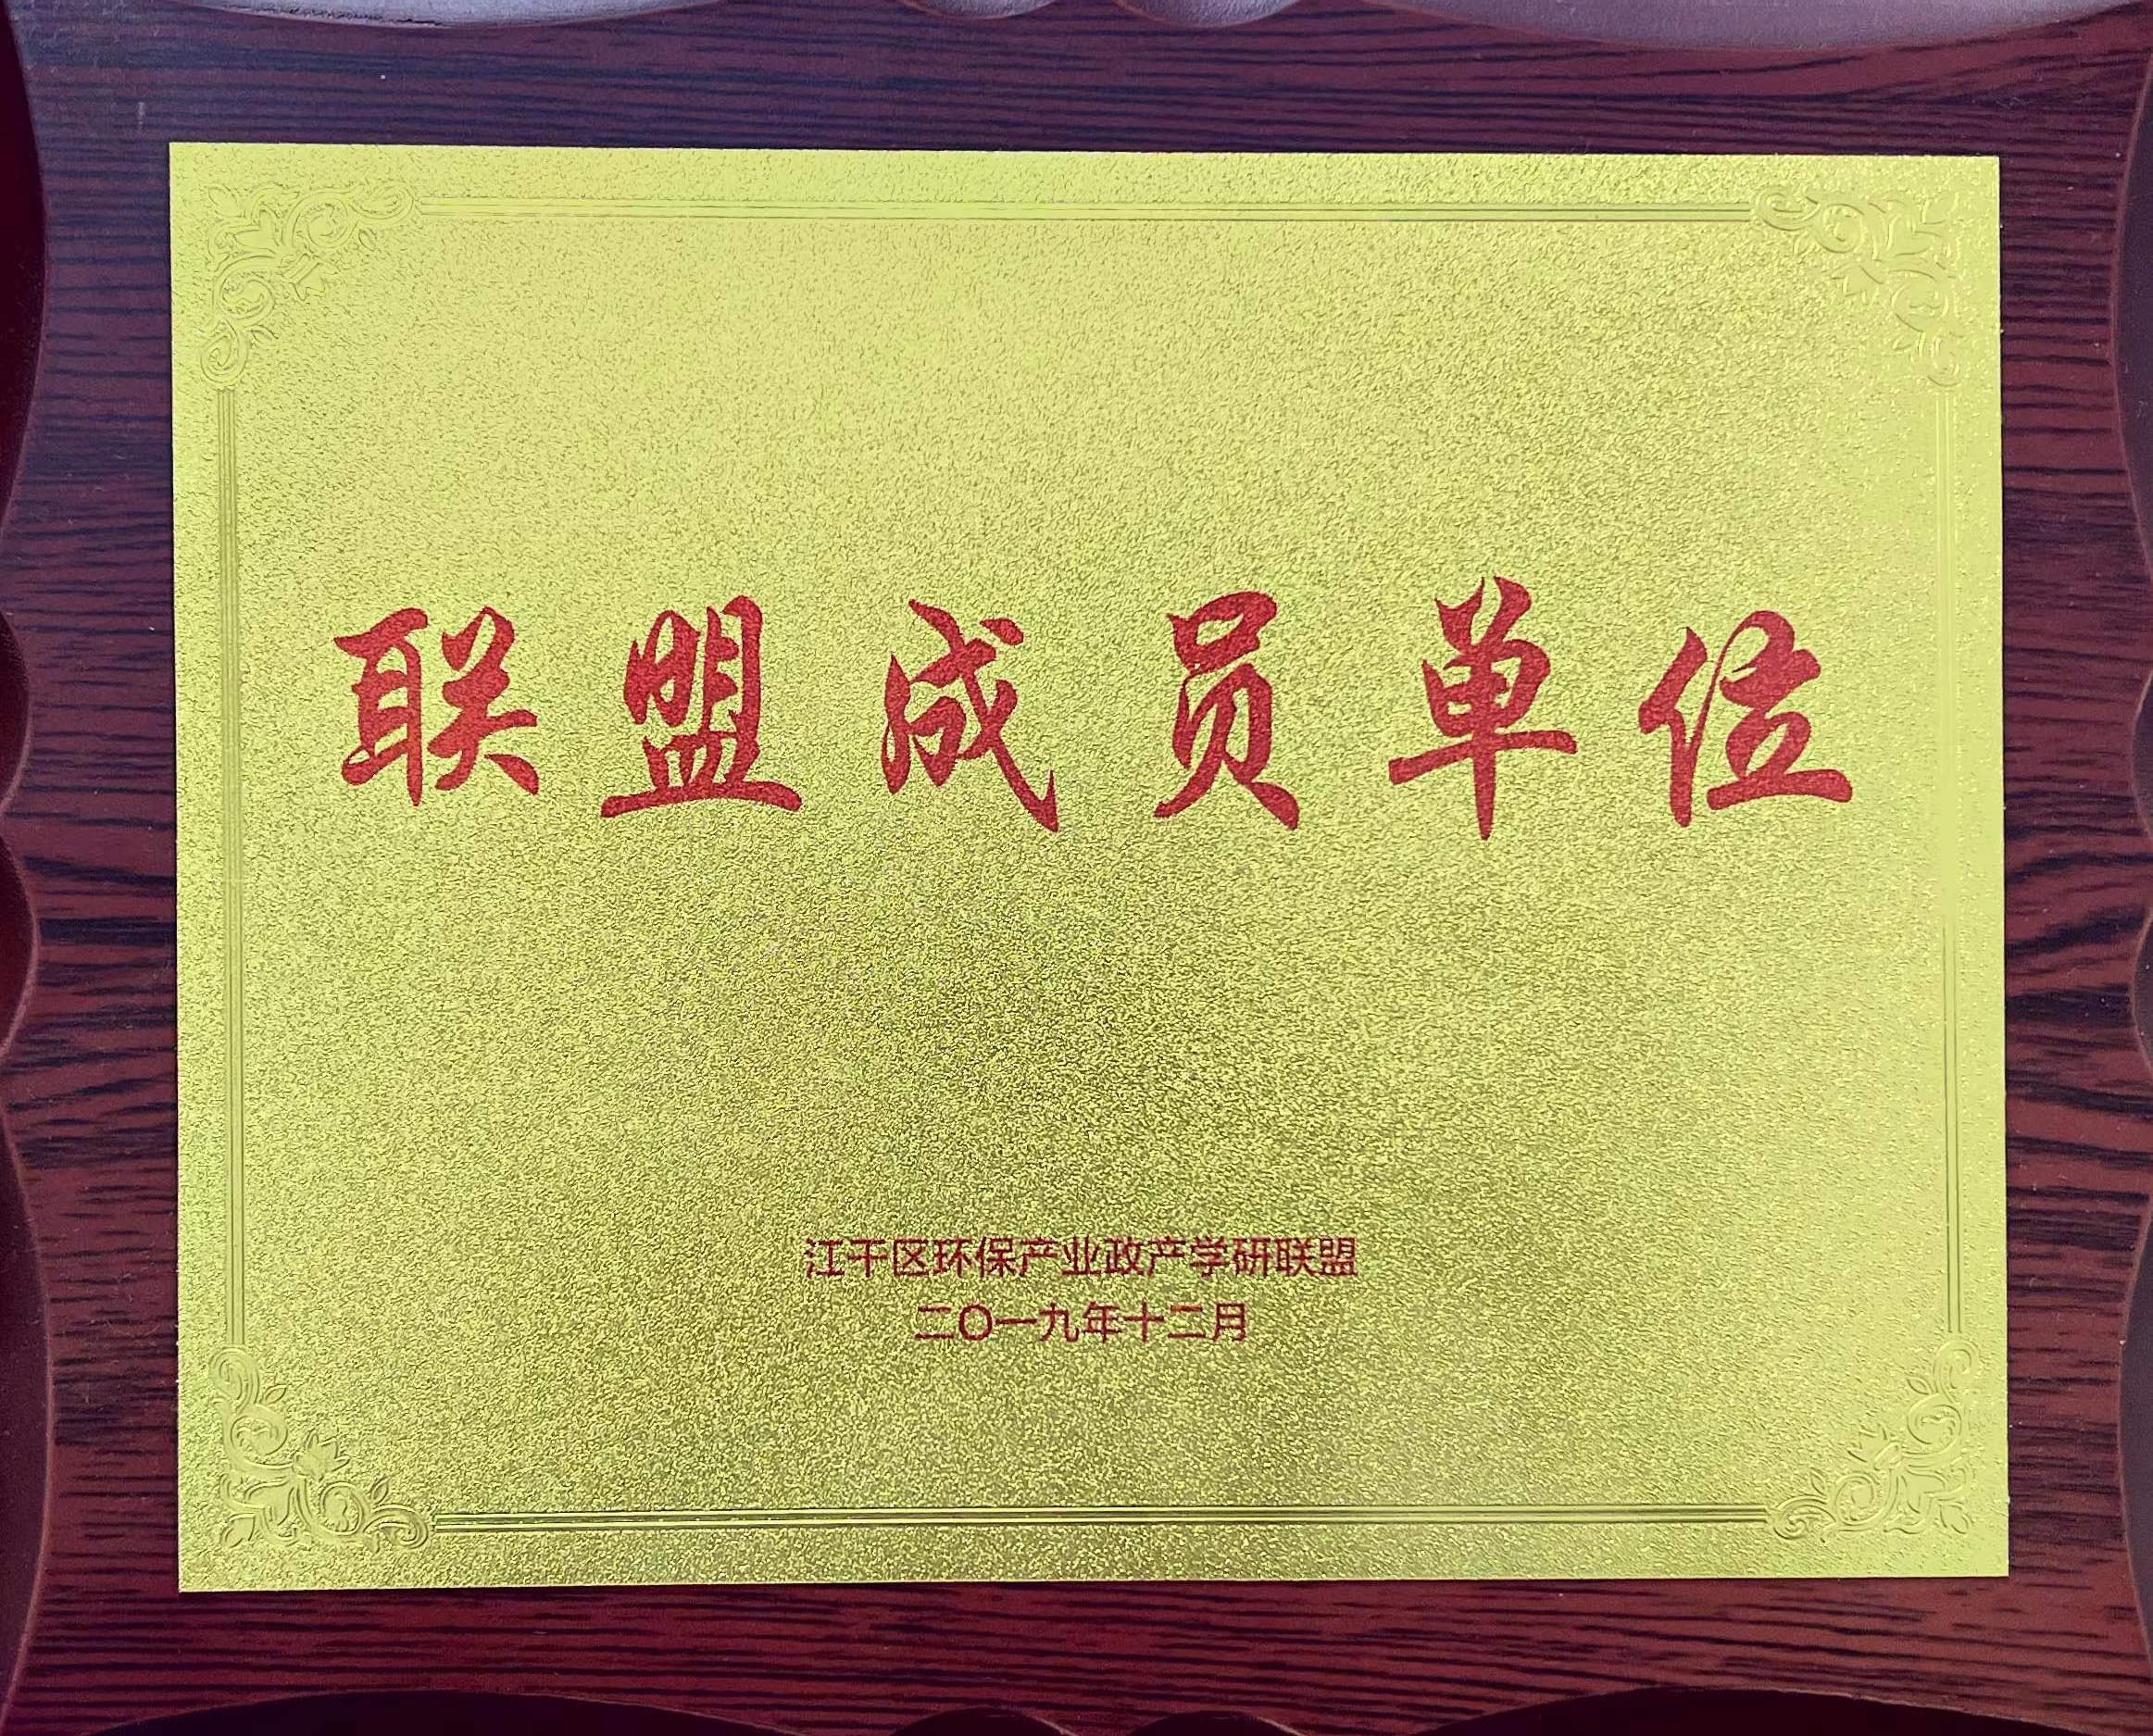 联盟成员单位
江干区环保产业政产学研联盟
二〇一九年十二月